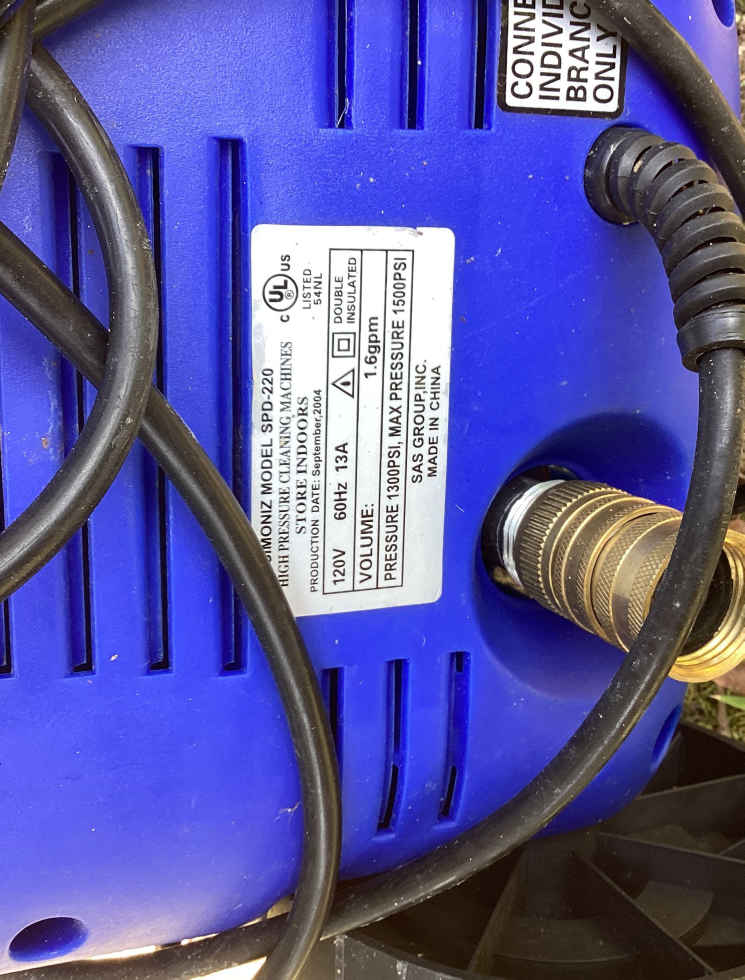 CONNE
INDIVID
BRANC
ONLY
SIMONIZ MODEL SPD-220
HIGH PRESSURE CLEANING MACHINES
STORE INDOORS
PRODUCTION DATE: September,2004
C UL ® US
LISTED
54NL
120V 60Hz 13A
DOUBLE
INSULATED
VOLUME: 1.6gpm
PRESSURE 1300PSI, MAX PRESSURE 1500PSI
SAS GROUP,INC.
MADE IN CHINA